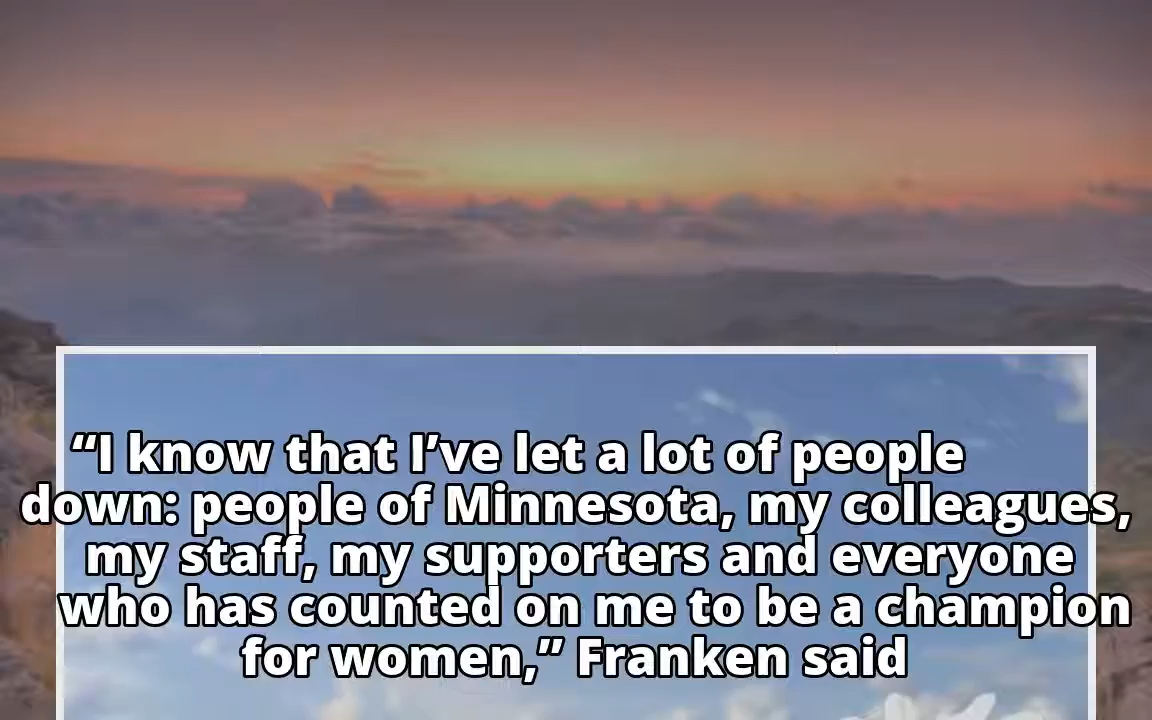 “I know that I’ve let a lot of people
down: people of Minnesota, my colleagues,
my staff, my supporters and everyone
who has counted on me to be a champion
for women,” Franken said